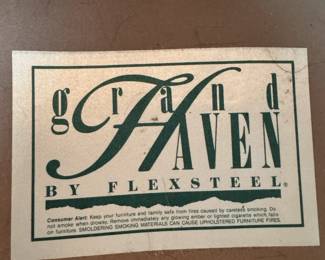 grand
HAVEN
BY FLEXSTEEL®
Consumer Alert: Keep your furniture and family safe from fires caused by careless smoking. Do
not smoke when drowsy. Remove immediately any glowing ember or lighted cigarette which falls
on furniture. SMOLDERING SMOKING MATERIALS CAN CAUSE UPHOLSTERED FURNITURE FIRES.